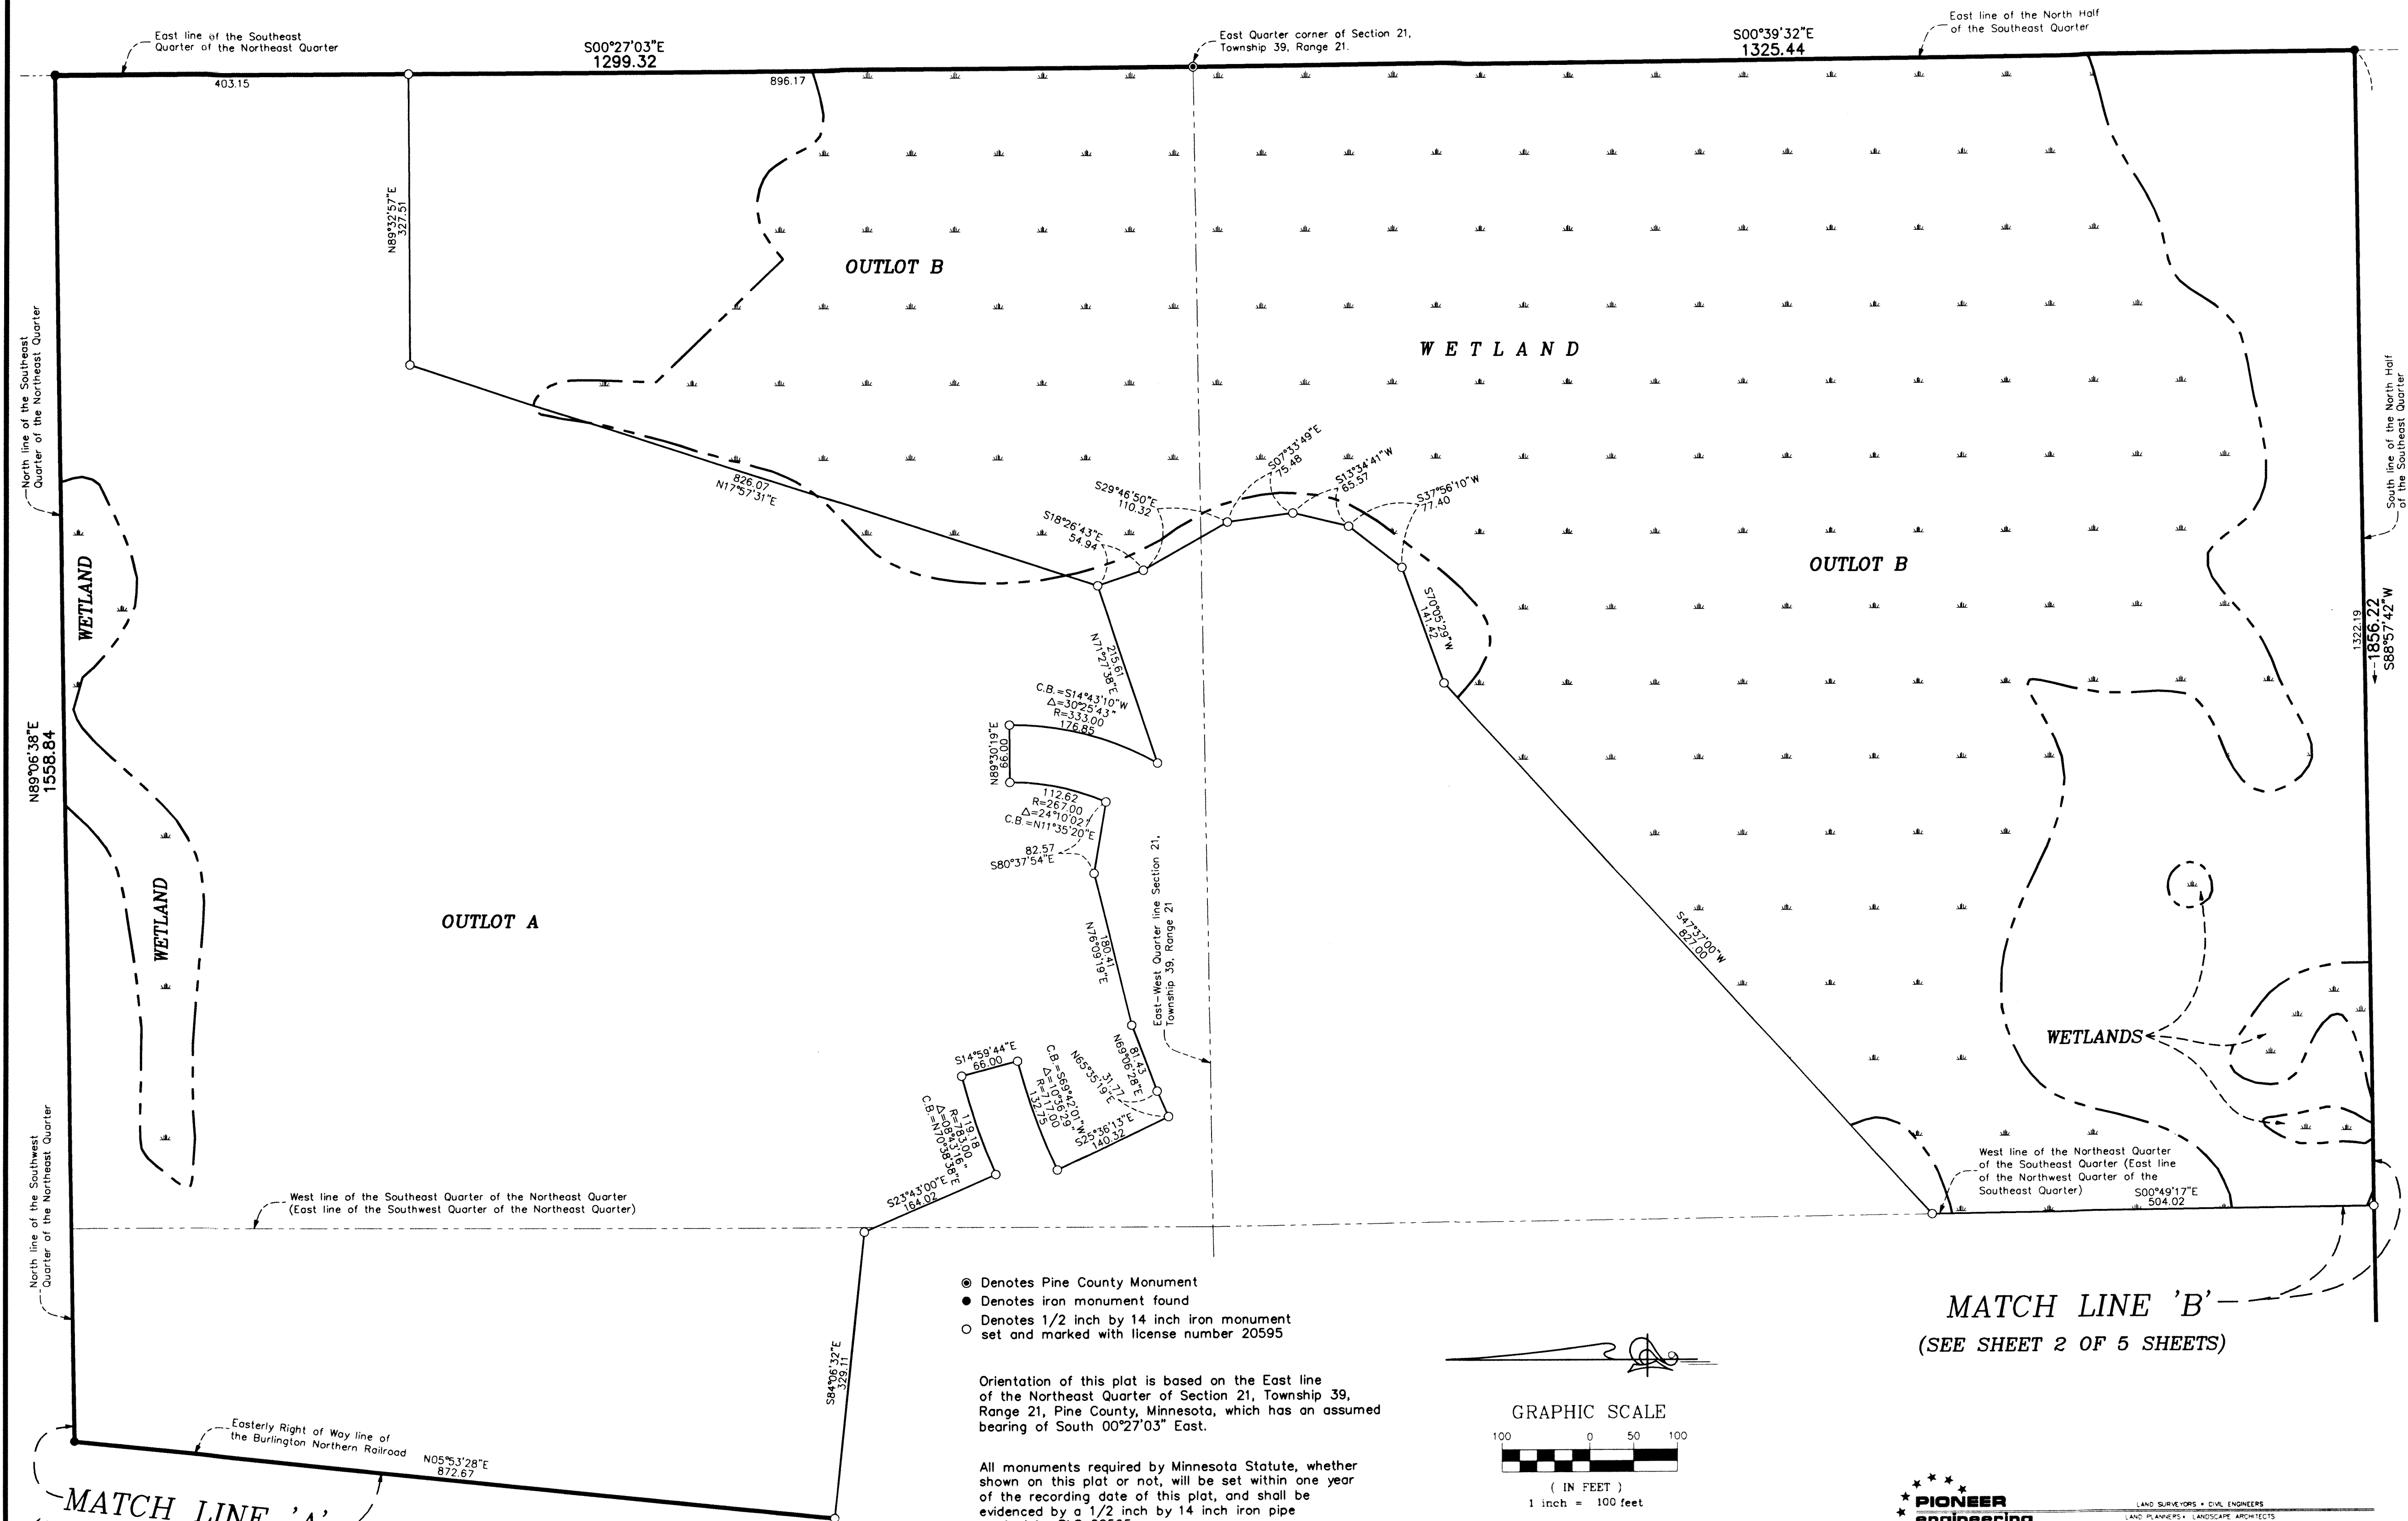 East line of the Southeast
Quarter of the Northeast Quarter
S00°27'03"E
1299.32
403.15
896.17
East Quarter corner of Section 21,
Township 39, Range 21.
S00°39'32"E
1325.44
East line of the North Half
of the Southeast Quarter
N89°32'57"E
327.51
OUTLOT B
WETLAND
North line of the Southeast
Quarter of the Northeast Quarter
South line of the North Half
of the Southeast Quarter
826.07
N17°57'31"E
S18°26'43"E
54.94
S29°46'50"E
110.32
S07°33'49"E
75.48
S13°34'41"W
65.57
S37°56'10"W
77.40
S70°05'29"W
141.42
OUTLOT B
1322.19
1856.22
S88°57'42"W
WETLAND
N89°06'38"E
1558.84
215.61
N71°27'38"E
C.B.=S14°43'10"W
Δ=30°25'43"
R=333.00
176.85
N89°30'19"E
66.00
112.62
R=267.00
Δ=24°10'02"
C.B.=N11°35'20"E
82.57
S80°37'54"E
WETLAND
OUTLOT A
180.41
N76°09'19"E
East-West Quarter line Section 21,
Township 39, Range 21
S47°37'00"W
827.00
WETLANDS
81.43
N69°06'28"E
31.77
N65°35'19"E
S14°59'44"E
66.00
C.B.=S69°42'01"W
Δ=10°36'29"
R=717.00
132.75
S25°36'13"E
140.32
119.18
R=783.00
Δ=08°43'16"
C.B.=N70°38'38"E
S23°43'00"E
164.02
North line of the Southwest
Quarter of the Northeast Quarter
West line of the Southeast Quarter of the Northeast Quarter
(East line of the Southwest Quarter of the Northeast Quarter)
West line of the Northeast Quarter
of the Southeast Quarter (East line
of the Northwest Quarter of the
Southeast Quarter)
S00°49'17"E
504.02
Denotes Pine County Monument
Denotes iron monument found
Denotes 1/2 inch by 14 inch iron monument
set and marked with license number 20595
MATCH LINE 'B'
(SEE SHEET 2 OF 5 SHEETS)
S84°06'32"E
329.11
Orientation of this plat is based on the East line
of the Northeast Quarter of Section 21, Township 39,
Range 21, Pine County, Minnesota, which has an assumed
bearing of South 00°27'03" East.
GRAPHIC SCALE
100 0 50 100
( IN FEET )
1 inch = 100 feet
Easterly Right of Way line of
the Burlington Northern Railroad
N05°53'28"E
872.67
MATCH LINE 'A'
All monuments required by Minnesota Statute, whether
shown on this plat or not, will be set within one year
of the recording date of this plat, and shall be
evidenced by a 1/2 inch by 14 inch iron pipe
PIONEER
engineering
LAND SURVEYORS • CIVIL ENGINEERS
LAND PLANNERS • LANDSCAPE ARCHITECTS